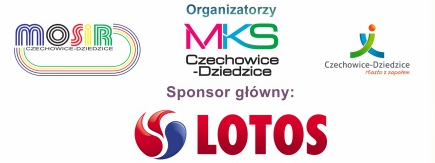 Organizatorzy
MOSiR
CZECHOWICE-DZIEDZICE
MKS
Czechowice
-Dziedzice
Czechowice-Dziedzice
Miasto z zapałem
Sponsor główny:
LOTOS